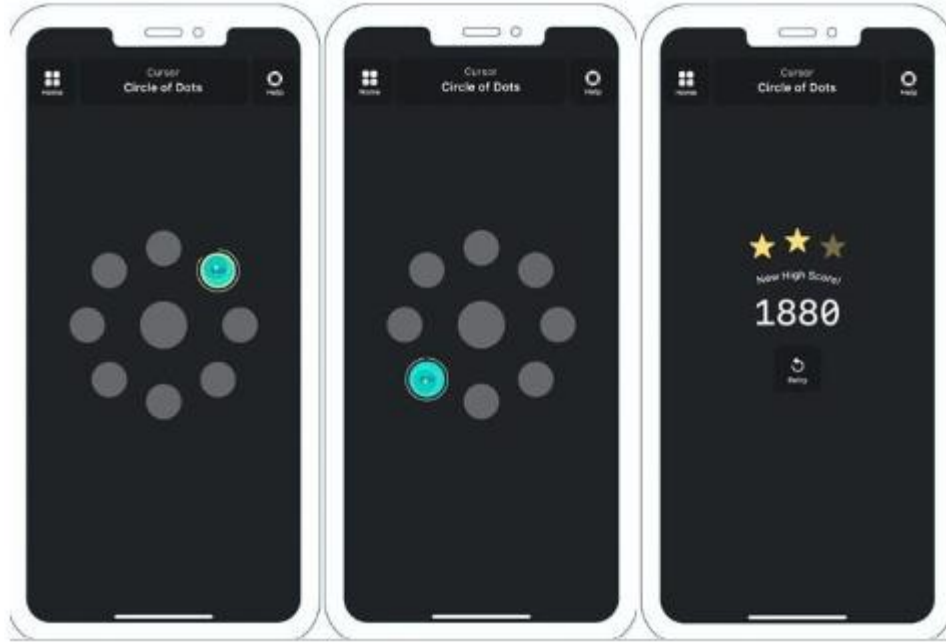 Home
Cursor
Circle of Dots
Help
Home
Cursor
Circle of Dots
Help
Home
Cursor
Circle of Dots
Help
New High Score!
1880
Retry